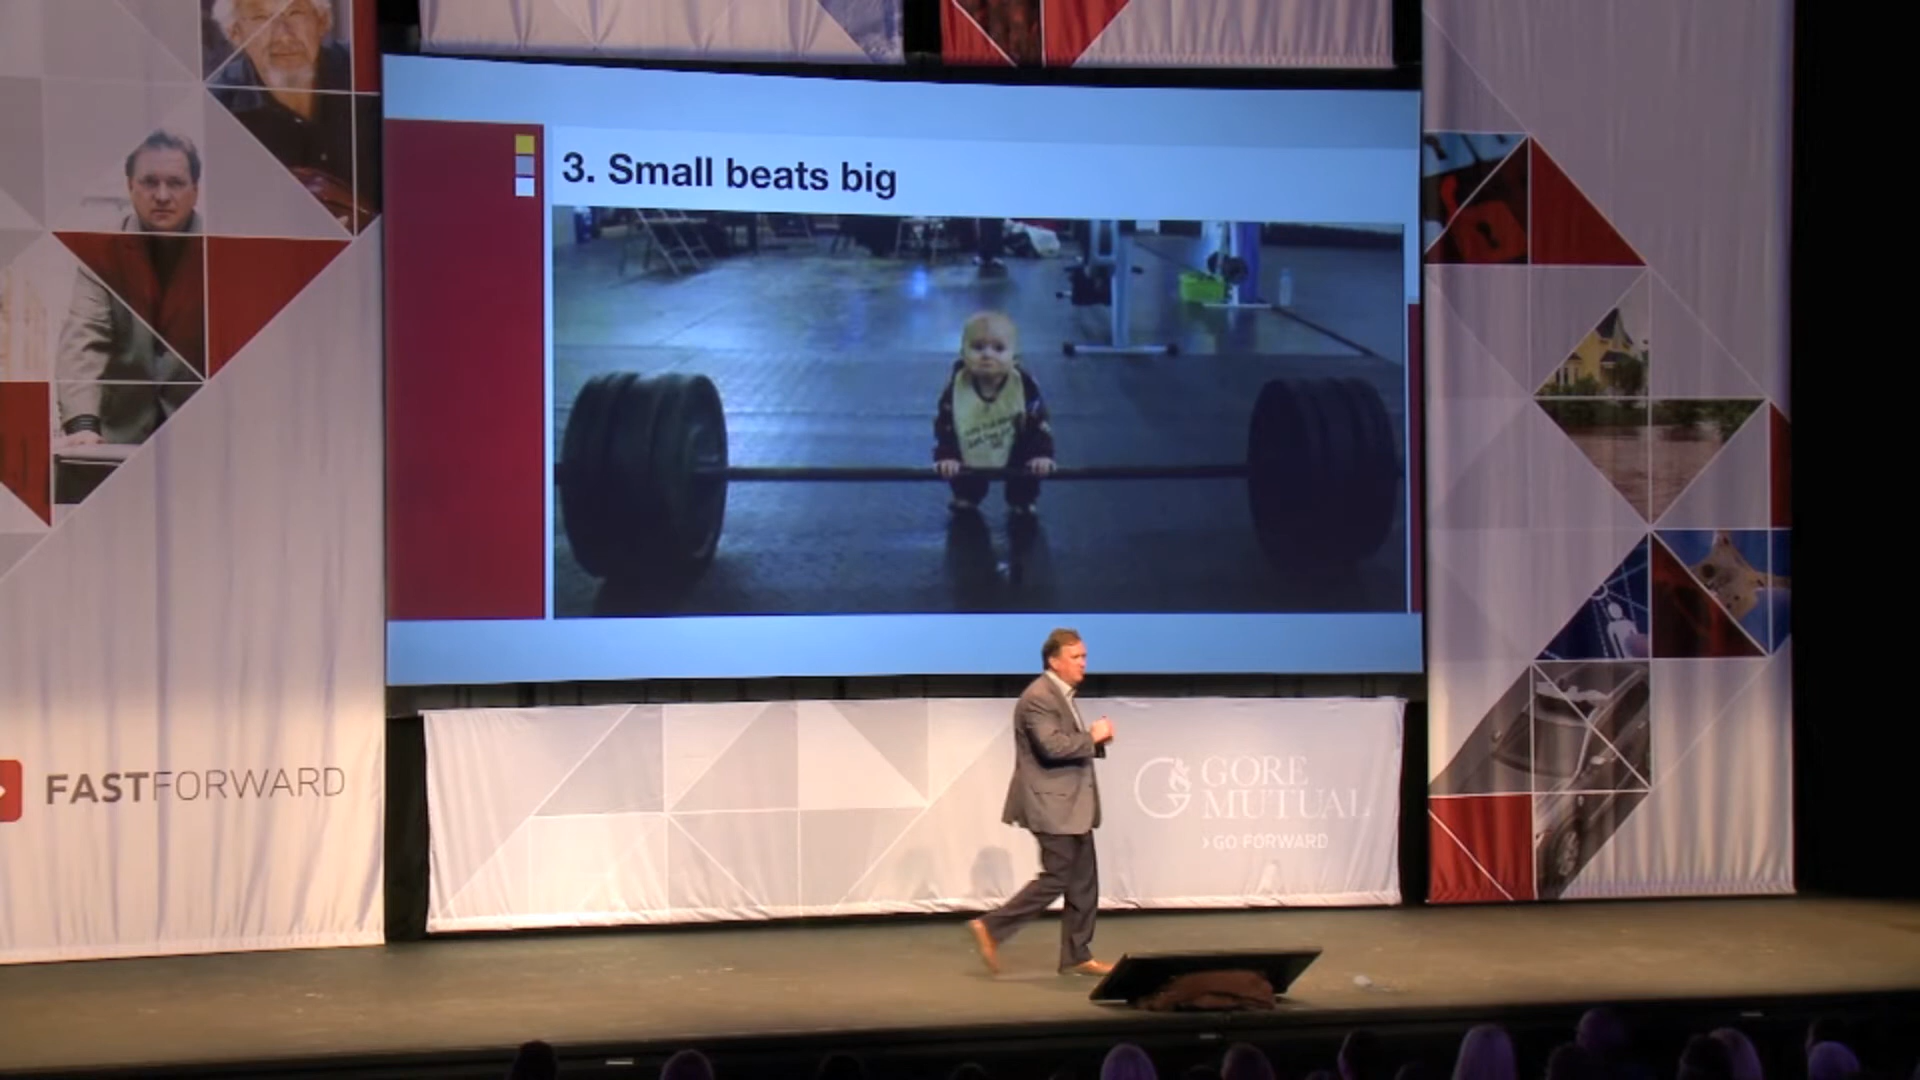 3. Small beats big
FASTFORWARD
GORE
MUTUAL
> GO FORWARD